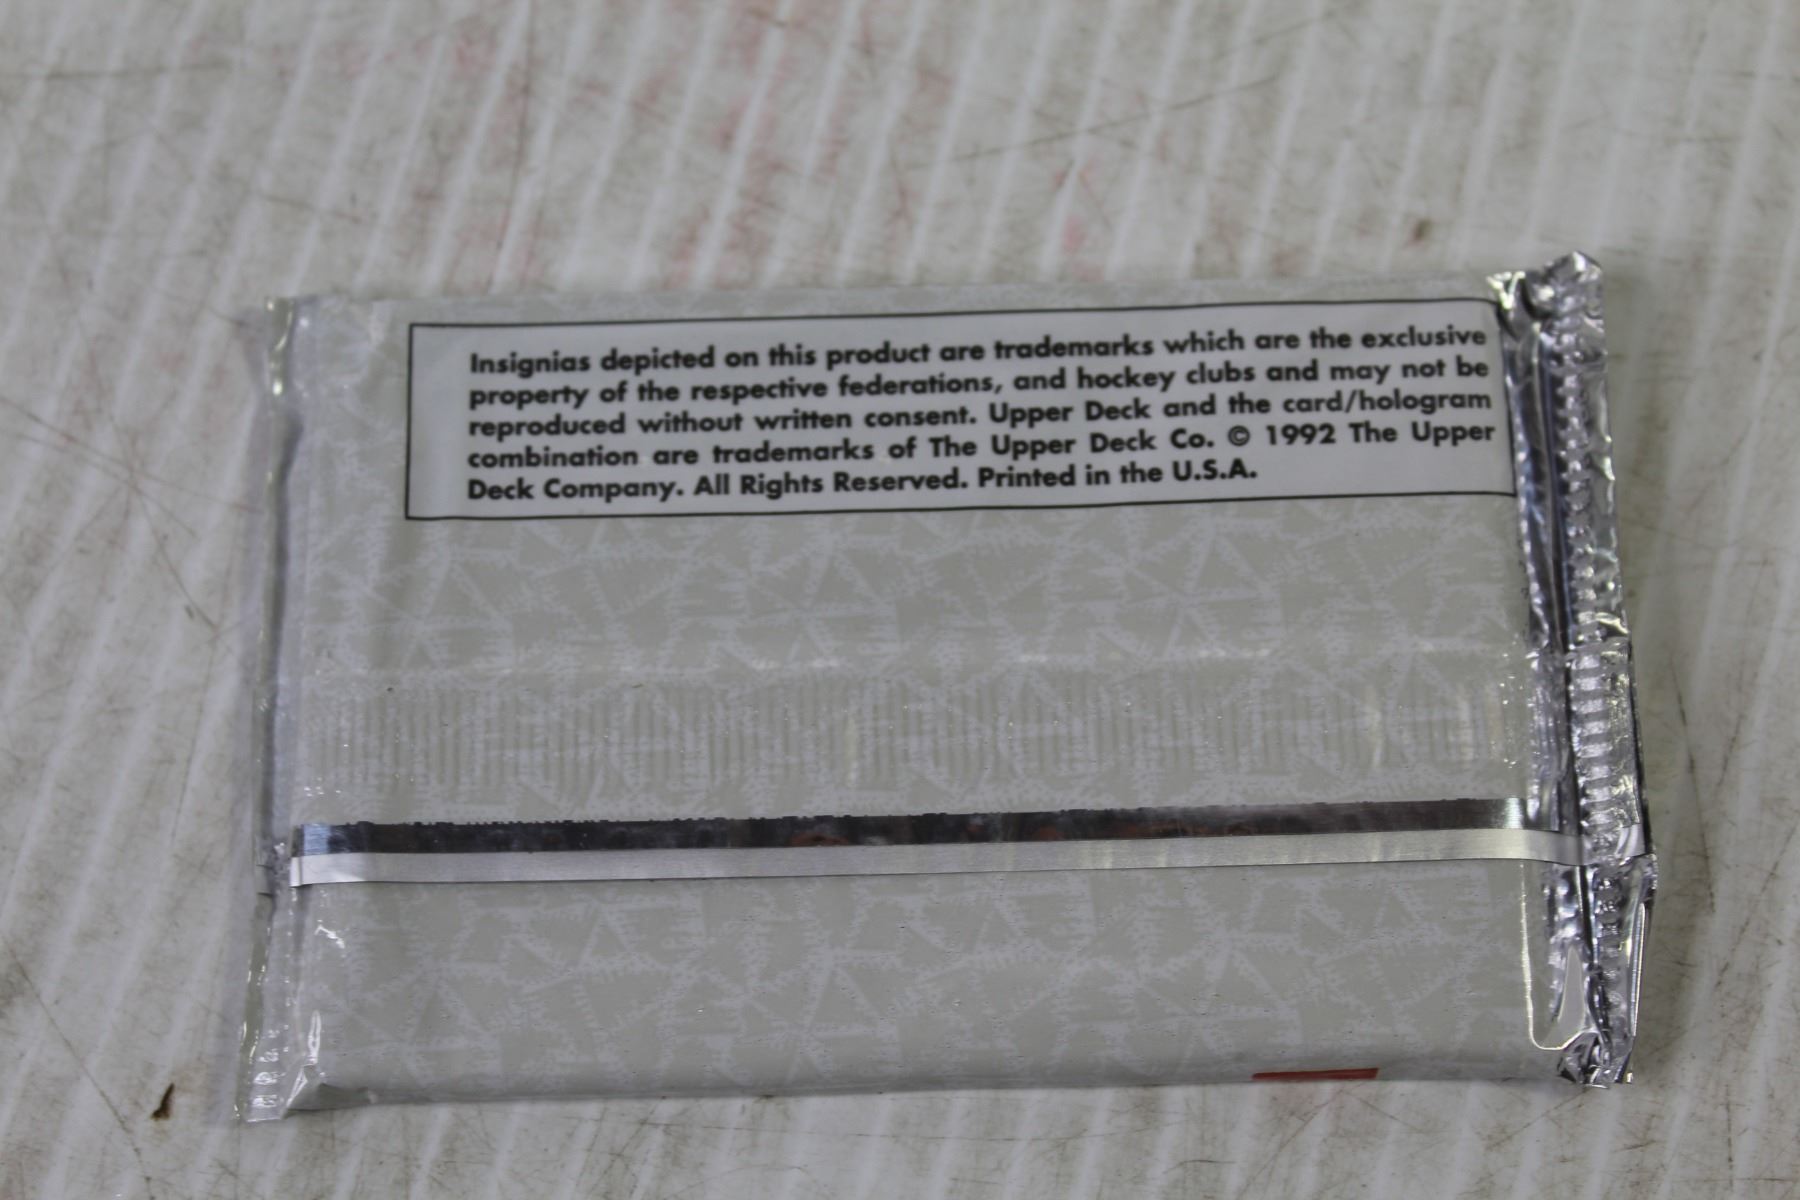 Insignias depicted on this product are trademarks which are the exclusive
property of the respective federations, and hockey clubs and may not be
reproduced without written consent. Upper Deck and the card/hologram
combination are trademarks of The Upper Deck Co. © 1992 The Upper
Deck Company. All Rights Reserved. Printed in the U.S.A.